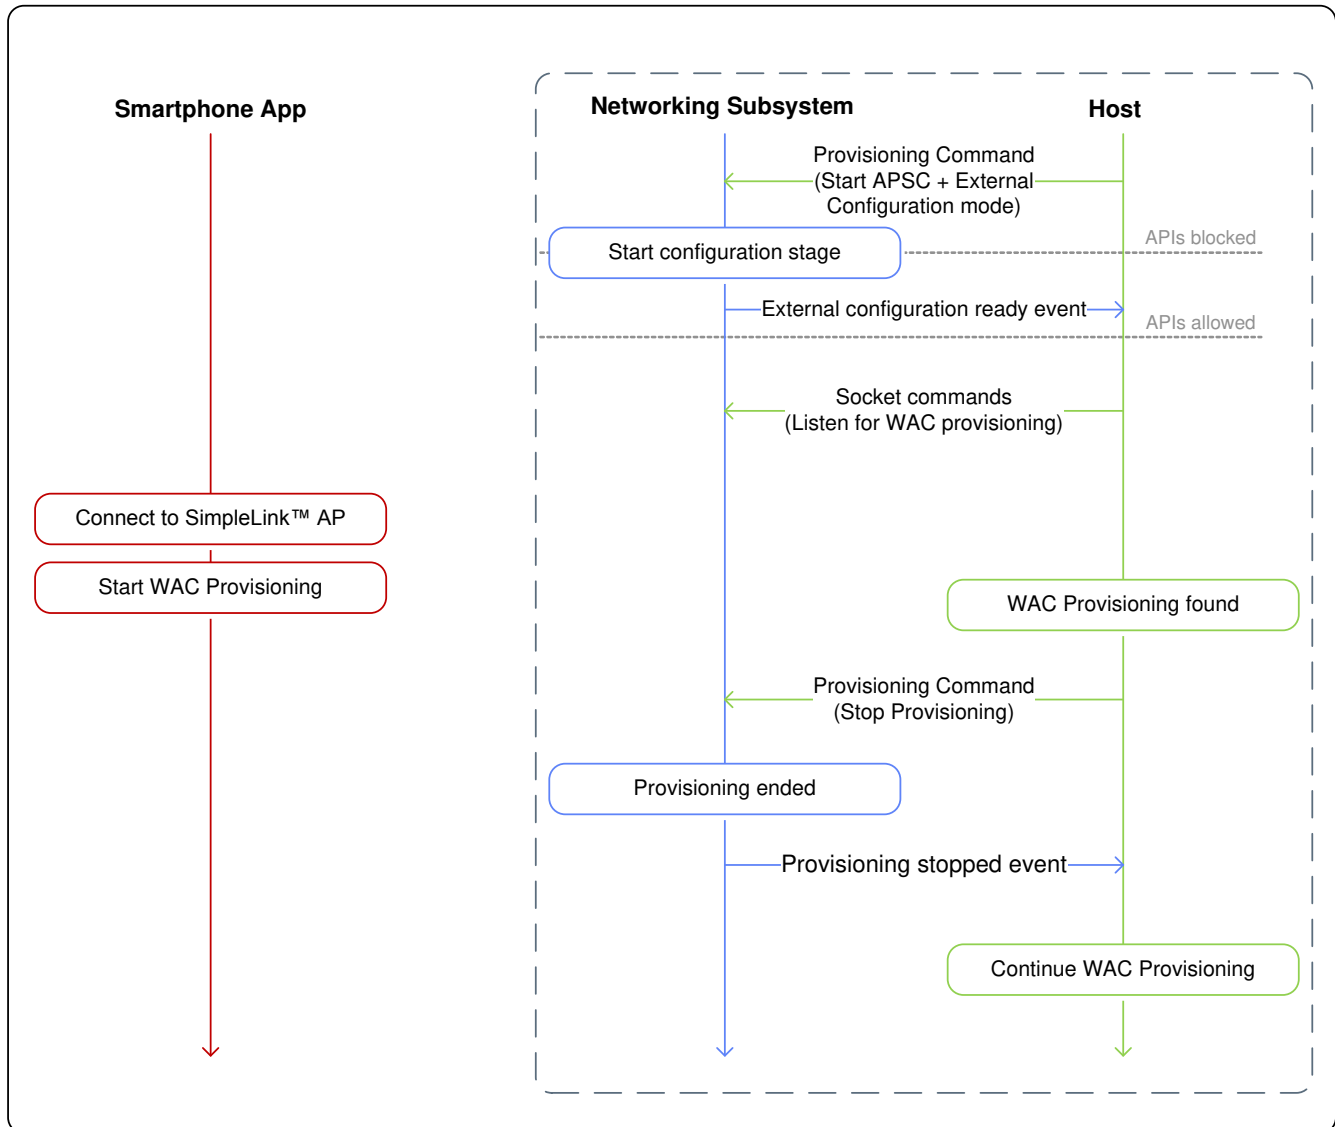 Smartphone App
Networking Subsystem
Host
Provisioning Command
(Start APSC + External
Configuration mode)
APIs blocked
Start configuration stage
External configuration ready event
APIs allowed
Socket commands
(Listen for WAC provisioning)
Connect to SimpleLink™ AP
Start WAC Provisioning
WAC Provisioning found
Provisioning Command
(Stop Provisioning)
Provisioning ended
Provisioning stopped event
Continue WAC Provisioning